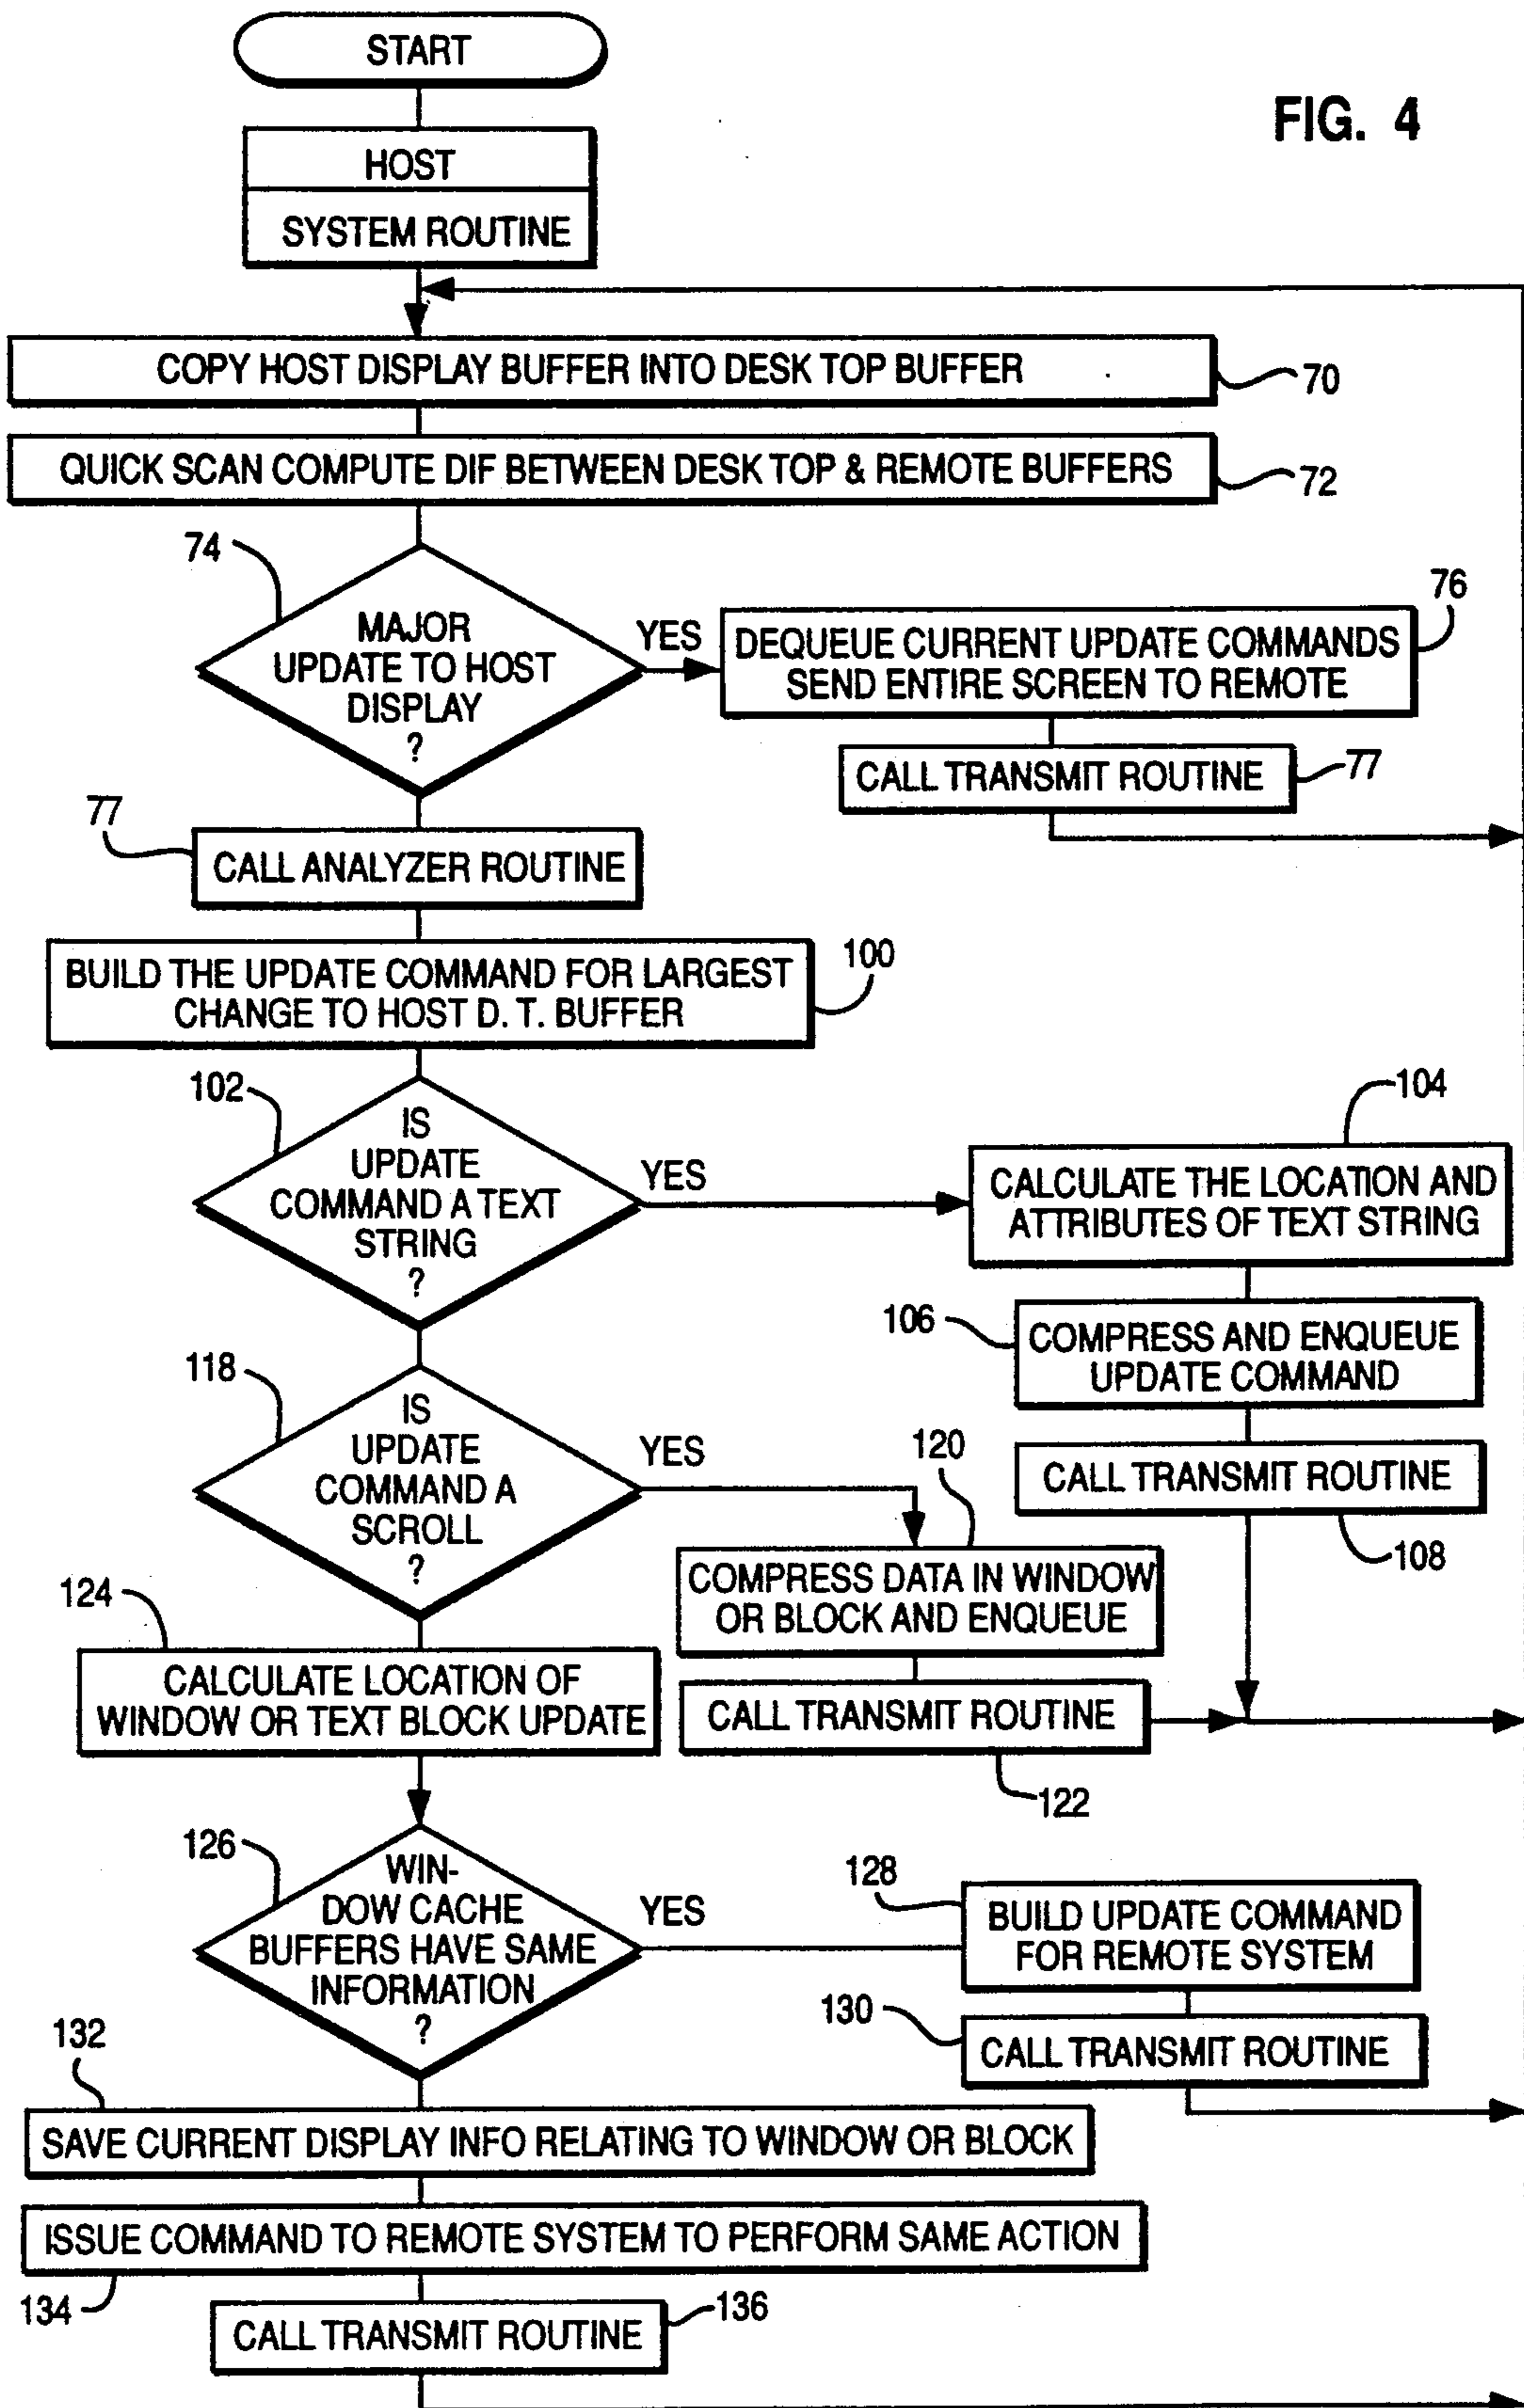 START
FIG. 4
HOST
SYSTEM ROUTINE
COPY HOST DISPLAY BUFFER INTO DESK TOP BUFFER
70
QUICK SCAN COMPUTE DIF BETWEEN DESK TOP & REMOTE BUFFERS
72
74
MAJOR
UPDATE TO HOST
DISPLAY
?
YES
76
DEQUEUE CURRENT UPDATE COMMANDS
SEND ENTIRE SCREEN TO REMOTE
CALL TRANSMIT ROUTINE
77
77
CALL ANALYZER ROUTINE
BUILD THE UPDATE COMMAND FOR LARGEST
CHANGE TO HOST D. T. BUFFER
100
102
IS
UPDATE
COMMAND A TEXT
STRING
?
YES
104
CALCULATE THE LOCATION AND
ATTRIBUTES OF TEXT STRING
106
COMPRESS AND ENQUEUE
UPDATE COMMAND
CALL TRANSMIT ROUTINE
108
118
IS
UPDATE
COMMAND A
SCROLL
?
YES
120
COMPRESS DATA IN WINDOW
OR BLOCK AND ENQUEUE
CALL TRANSMIT ROUTINE
122
124
CALCULATE LOCATION OF
WINDOW OR TEXT BLOCK UPDATE
126
WIN-
DOW CACHE
BUFFERS HAVE SAME
INFORMATION
?
YES
128
BUILD UPDATE COMMAND
FOR REMOTE SYSTEM
130
CALL TRANSMIT ROUTINE
132
SAVE CURRENT DISPLAY INFO RELATING TO WINDOW OR BLOCK
ISSUE COMMAND TO REMOTE SYSTEM TO PERFORM SAME ACTION
134
CALL TRANSMIT ROUTINE
136